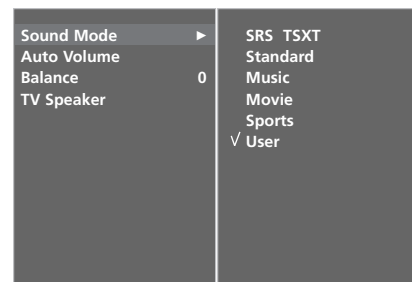 Sound Mode ►
Auto Volume
Balance 0
TV Speaker
SRS TSXT
Standard
Music
Movie
Sports
√ User